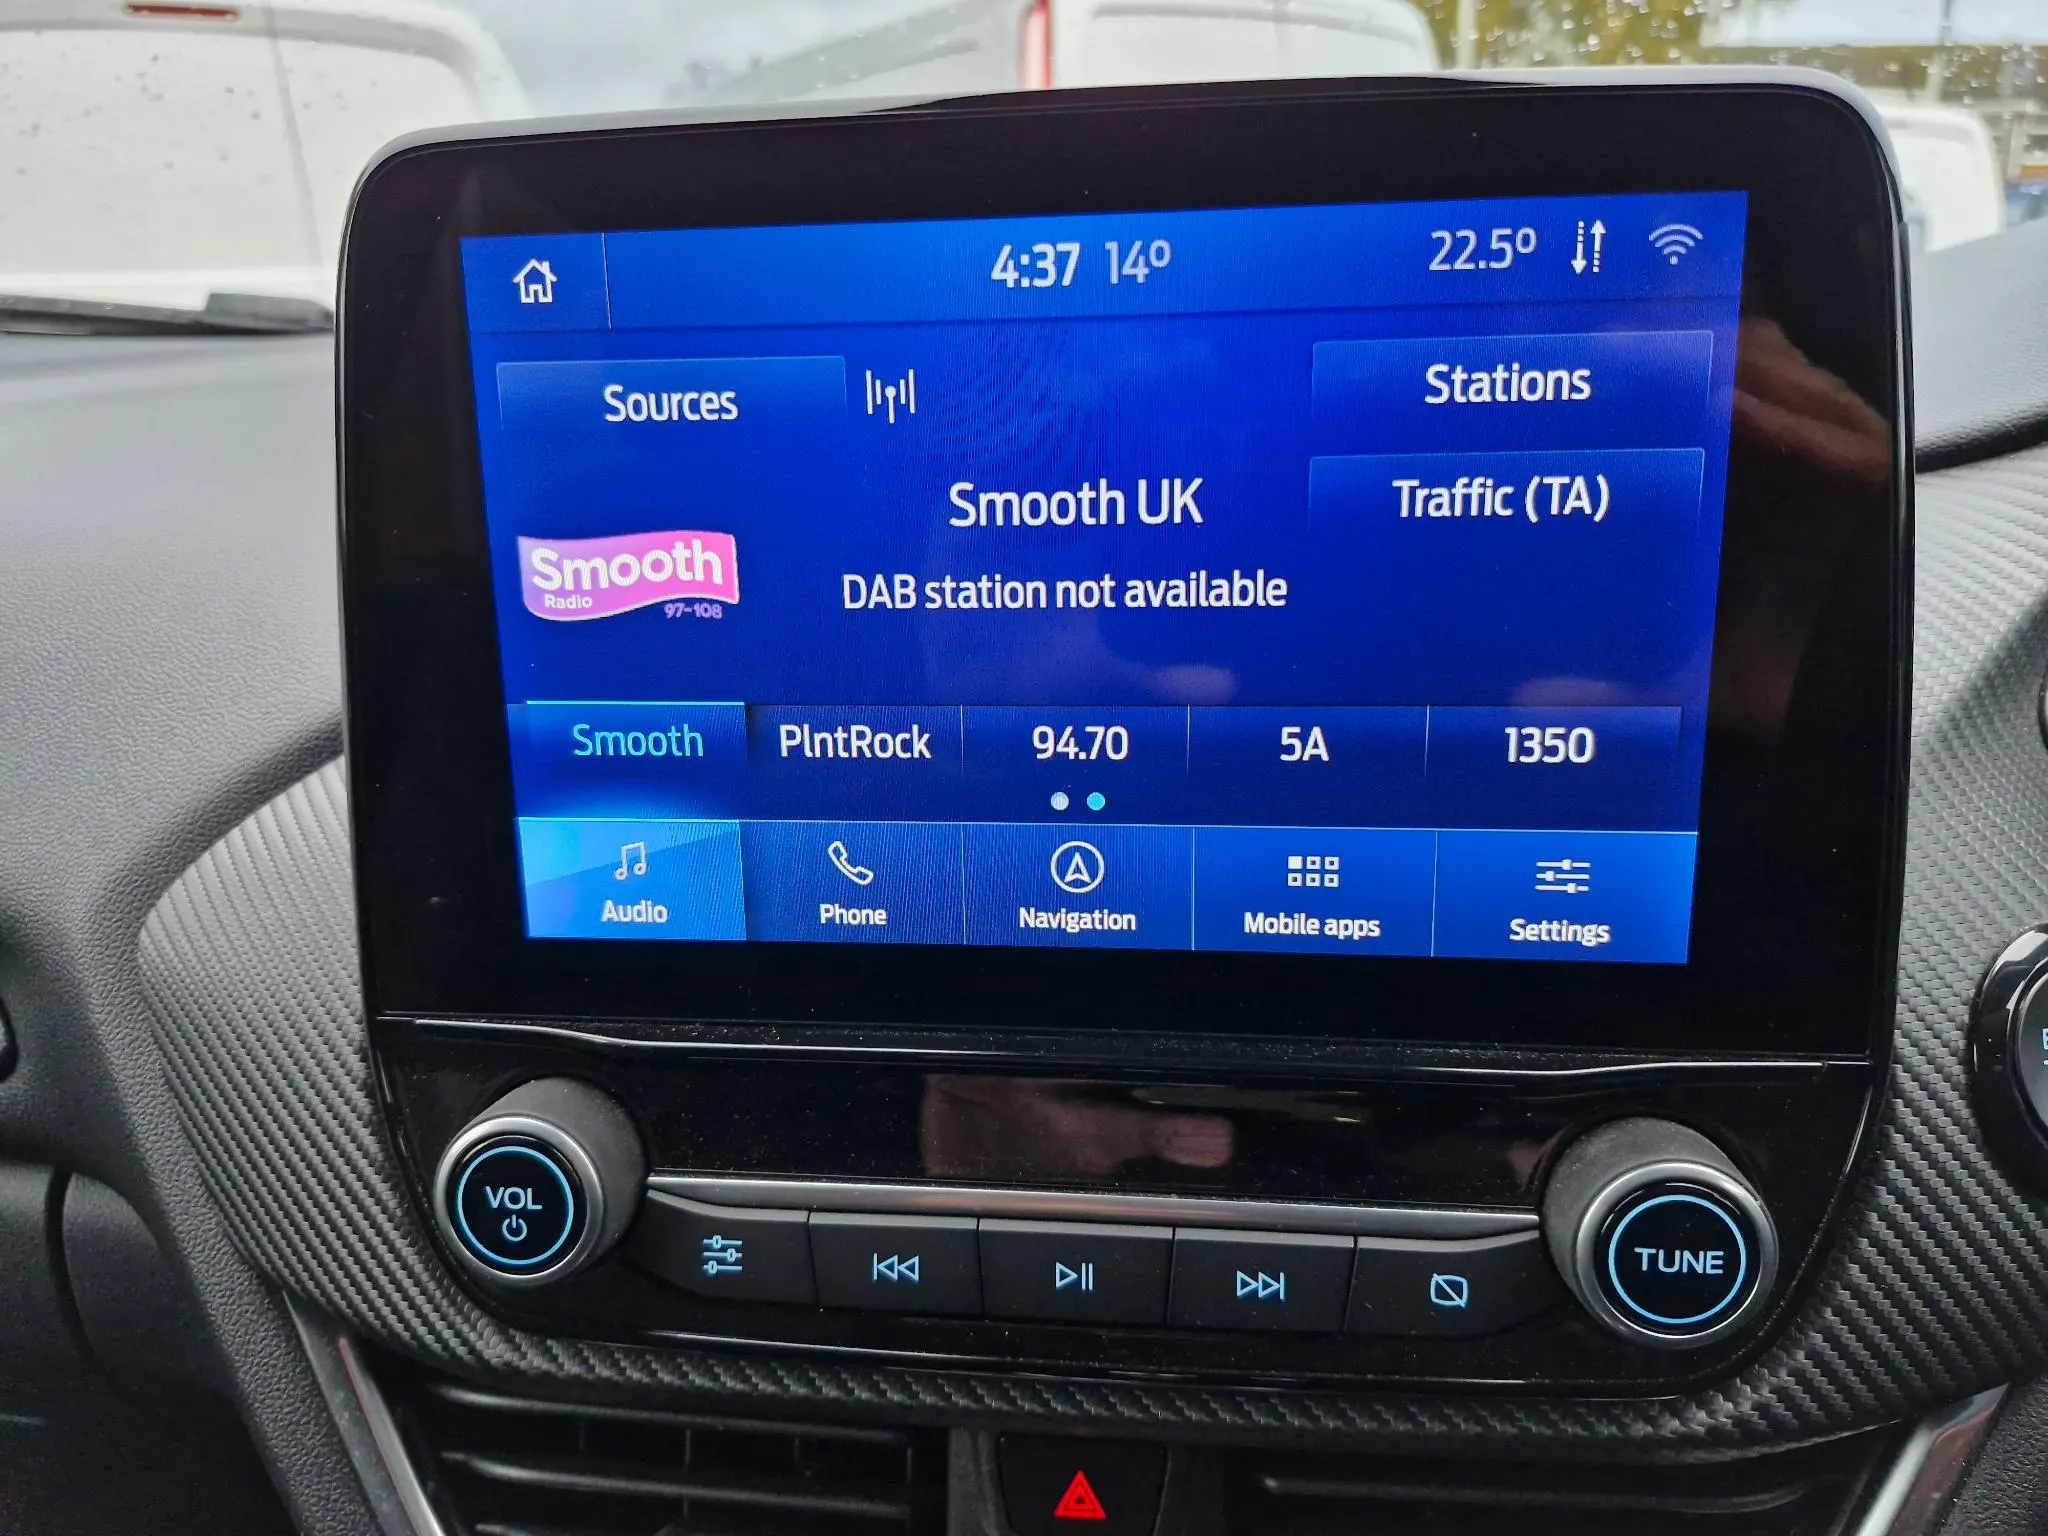 4:37 14° 22.5°
Sources
Stations
Smooth UK
Traffic (TA)
Smooth
Radio
97-108
DAB station not available
Smooth PlntRock 94.70 5A 1350
Audio Phone Navigation Mobile apps Settings
VOL
TUNE